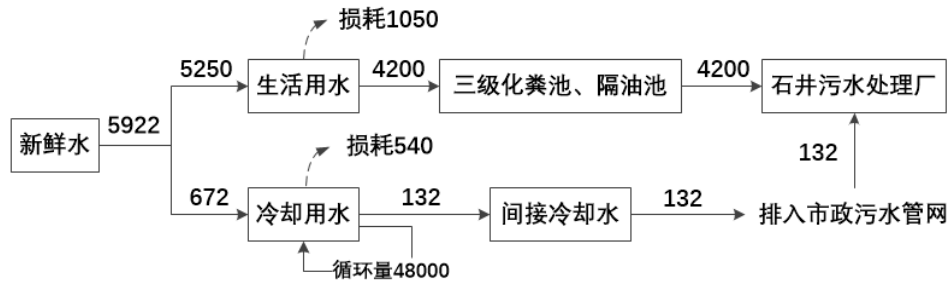 损耗1050
5250
生活用水
4200
三级化粪池、隔油池
4200
石井污水处理厂
新鲜水
5922
损耗540
132
672
冷却用水
132
间接冷却水
132
排入市政污水管网
循环量48000